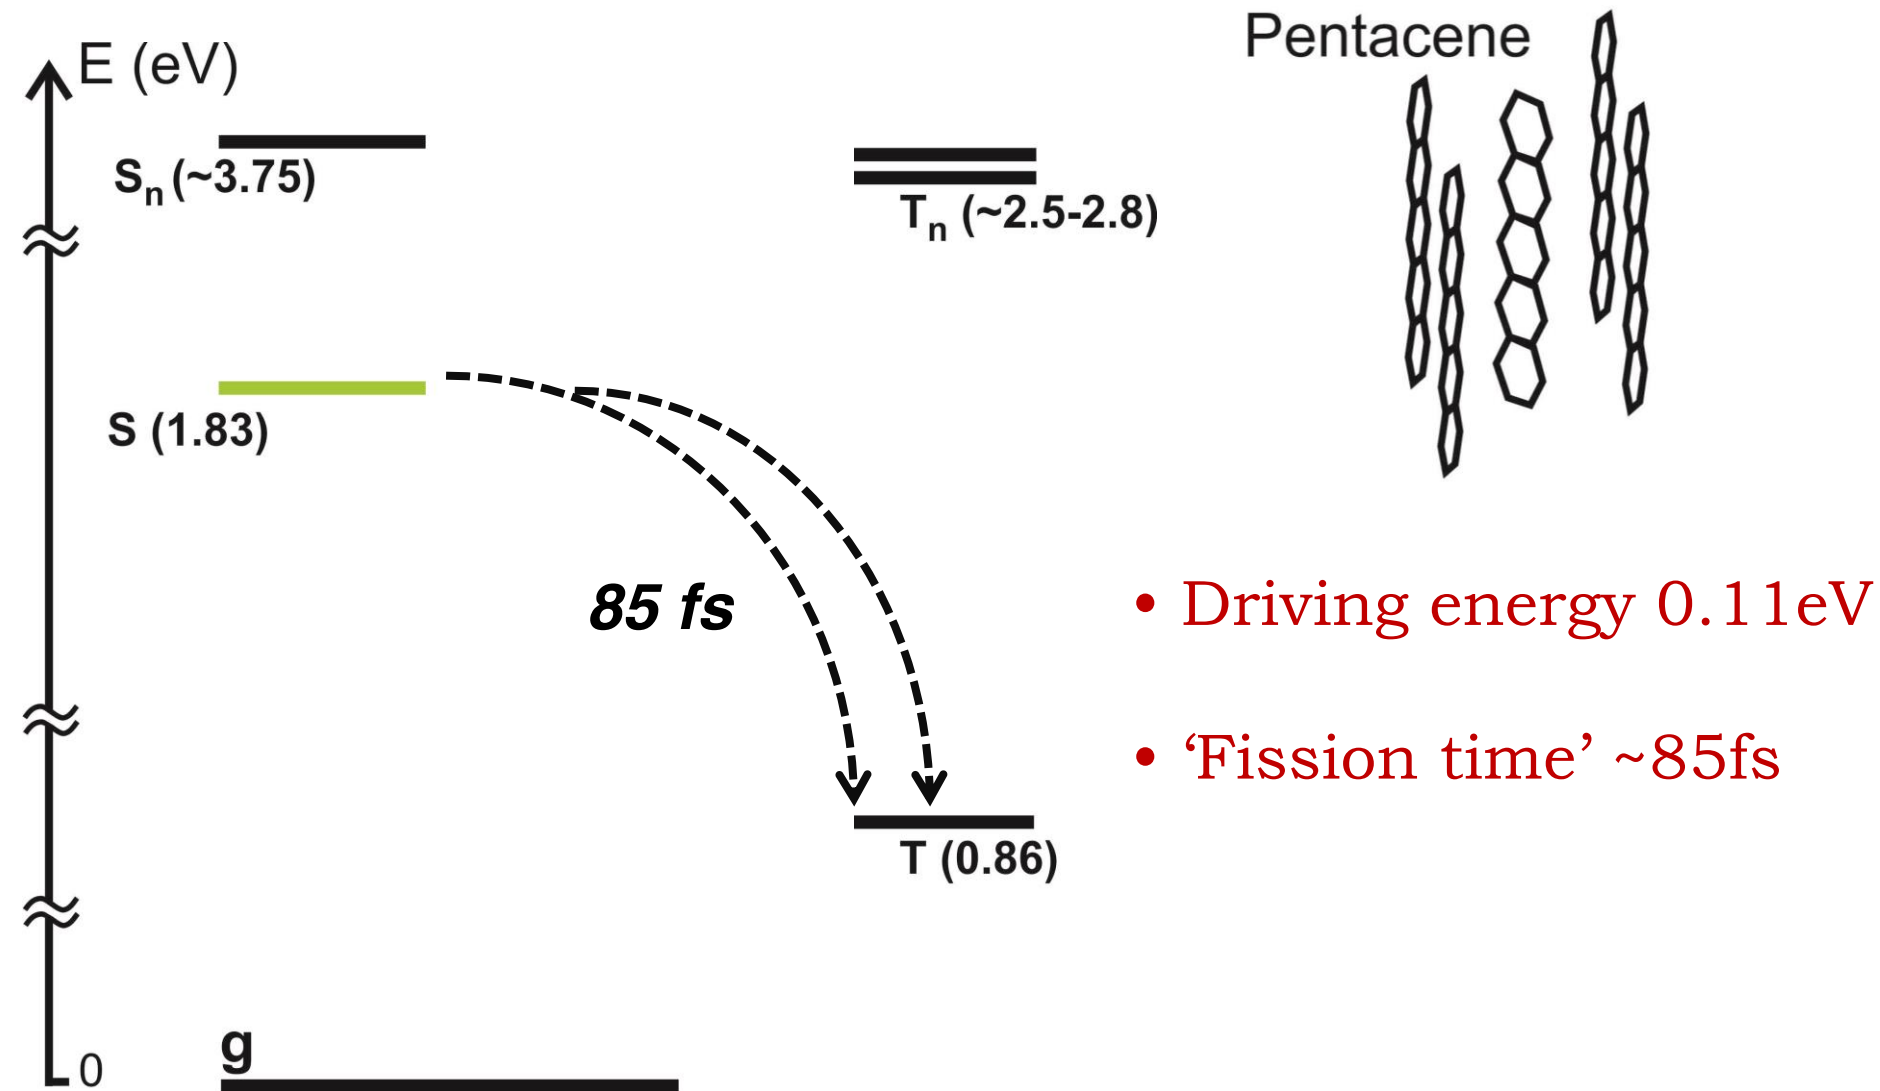 E (eV)
Pentacene
Sn (~3.75)
Tn (~2.5-2.8)
S (1.83)
85 fs
• Driving energy 0.11eV
• ‘Fission time’ ~85fs
T (0.86)
g
0